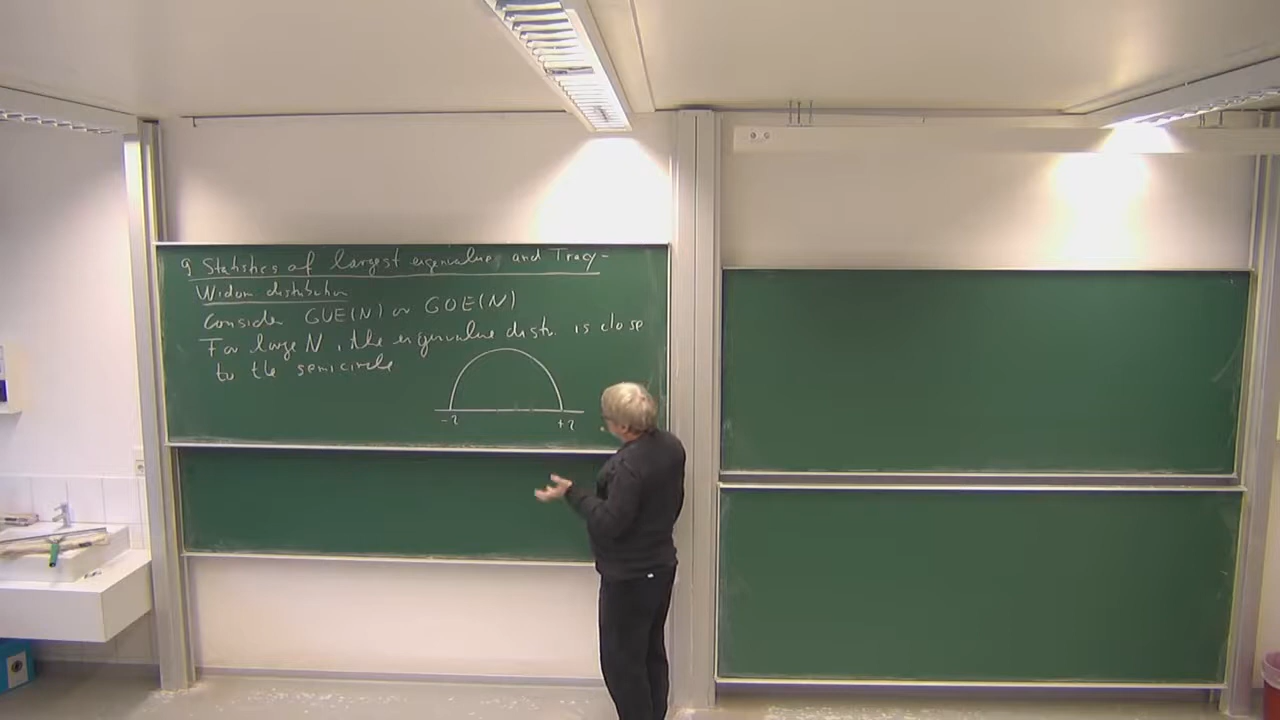 9 Statistics of largest eigenvalue and Tracy-
Widom distribution
Consider GUE(N) or GOE(N)
For large N, the eigenvalue distr. is close
to the semicircle
-2 +2